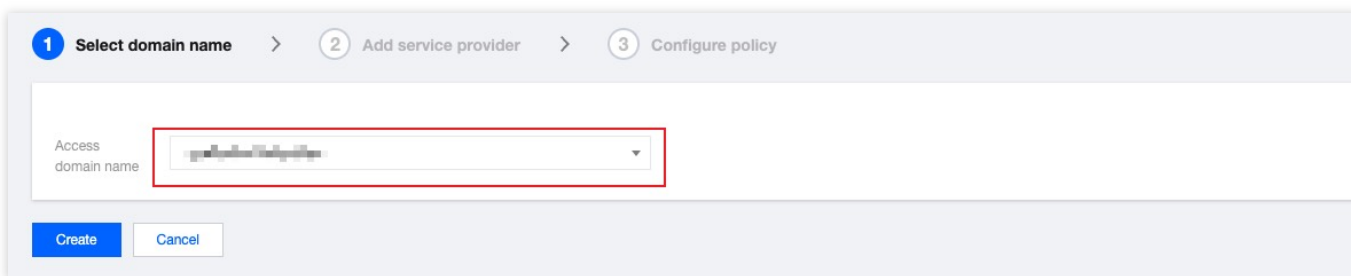 1 Select domain name > 2 Add service provider > 3 Configure policy
Access
domain name
Create Cancel